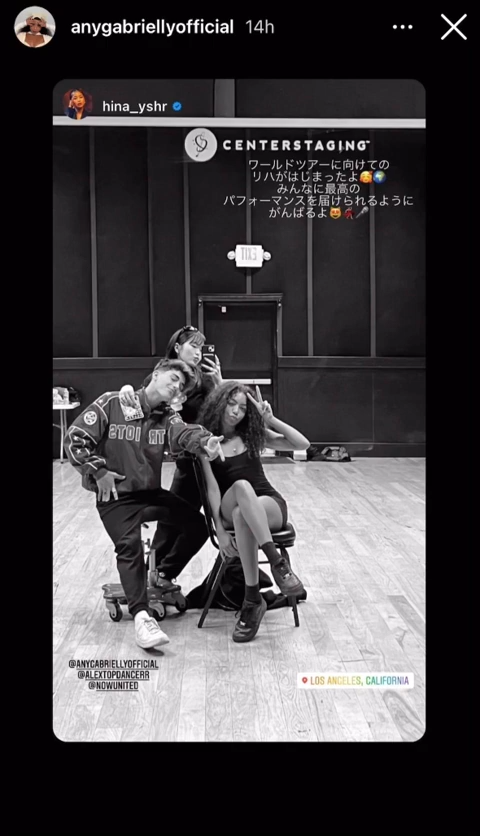 anygabriellyofficial 14h
hina_yshr
CENTERSTAGING
ワールドツアーに向けての
リハがはじまったよ🥰🌍
みんなに最高の
パフォーマンスを届けられるように
がんばるよ😻💃🎤
EXIT
@ANYGABRIELLYOFFICIAL
@ALEXTOPDANCERR
@NOWUNITED
LOS ANGELES, CALIFORNIA